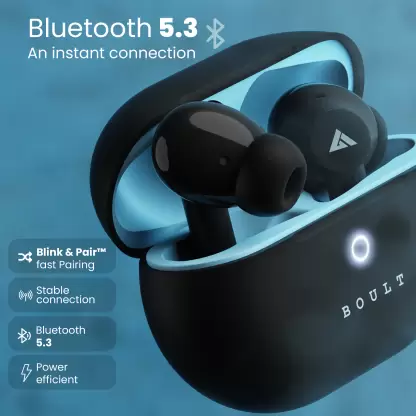 Bluetooth 5.3
An instant connection
Blink & Pair™
fast Pairing
Stable
connection
Bluetooth
5.3
Power
efficient
BOULT